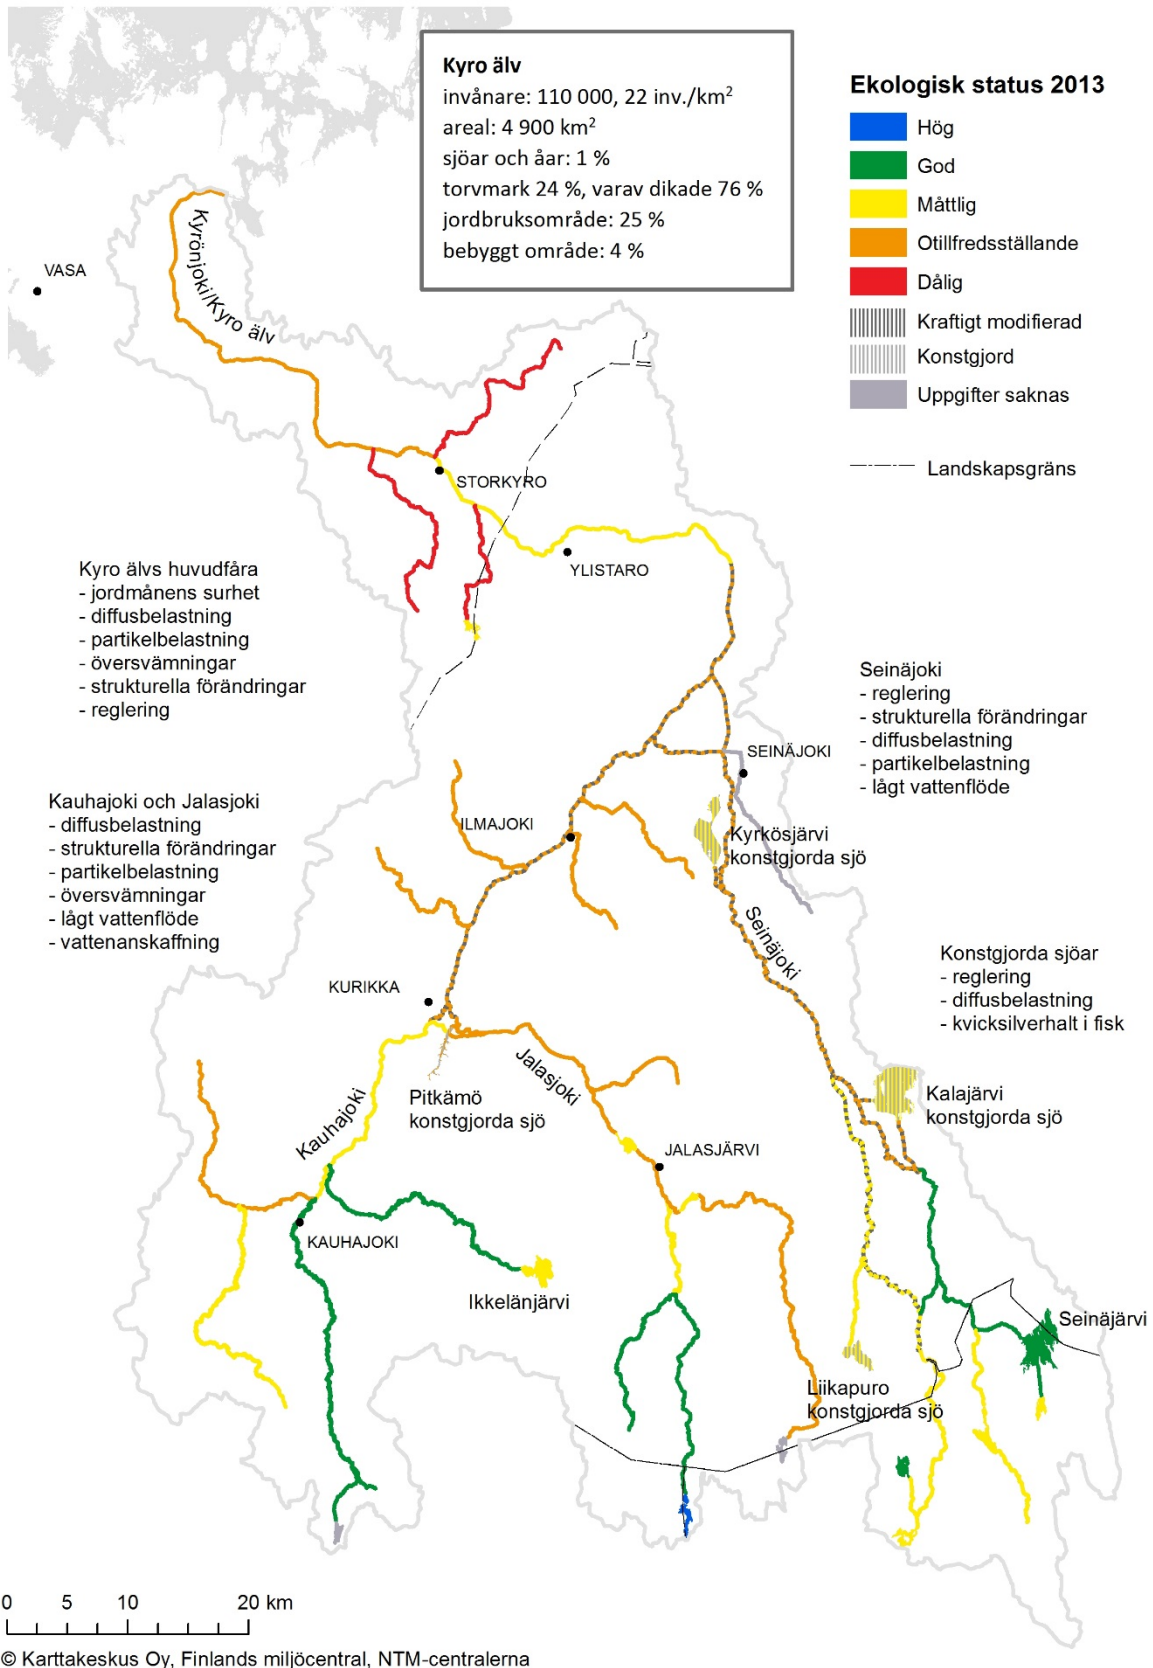 Kyro älv
invånare: 110 000, 22 inv./km²
areal: 4 900 km²
sjöar och åar: 1 %
torvmark 24 %, varav dikade 76 %
jordbruksområde: 25 %
bebyggt område: 4 %
Ekologisk status 2013
Hög
God
Måttlig
Otillfredsställande
Dålig
Kraftigt modifierad
Konstgjord
Uppgifter saknas
Landskapsgräns
VASA
Kyrönjoki/Kyro älv
STORKYRO
YLISTARO
Kyro älvs huvudfåra
- jordmånens surhet
- diffusbelastning
- partikelbelastning
- översvämningar
- strukturella förändringar
- reglering
Seinäjoki
- reglering
- strukturella förändringar
- diffusbelastning
- partikelbelastning
- lågt vattenflöde
SEINÄJOKI
Kauhajoki och Jalasjoki
- diffusbelastning
- strukturella förändringar
- partikelbelastning
- översvämningar
- lågt vattenflöde
- vattenanskaffning
ILMAJOKI
Kyrkösjärvi
konstgjorda sjö
Seinäjoki
Konstgjorda sjöar
- reglering
- diffusbelastning
- kvicksilverhalt i fisk
KURIKKA
Jalasjoki
Kauhajoki
Pitkämö
konstgjorda sjö
Kalajärvi
konstgjorda sjö
JALASJÄRVI
KAUHAJOKI
Ikkelänjärvi
Seinäjärvi
Liikapuro
konstgjorda sjö
0 5 10 20 km
© Karttakeskus Oy, Finlands miljöcentral, NTM-centralerna